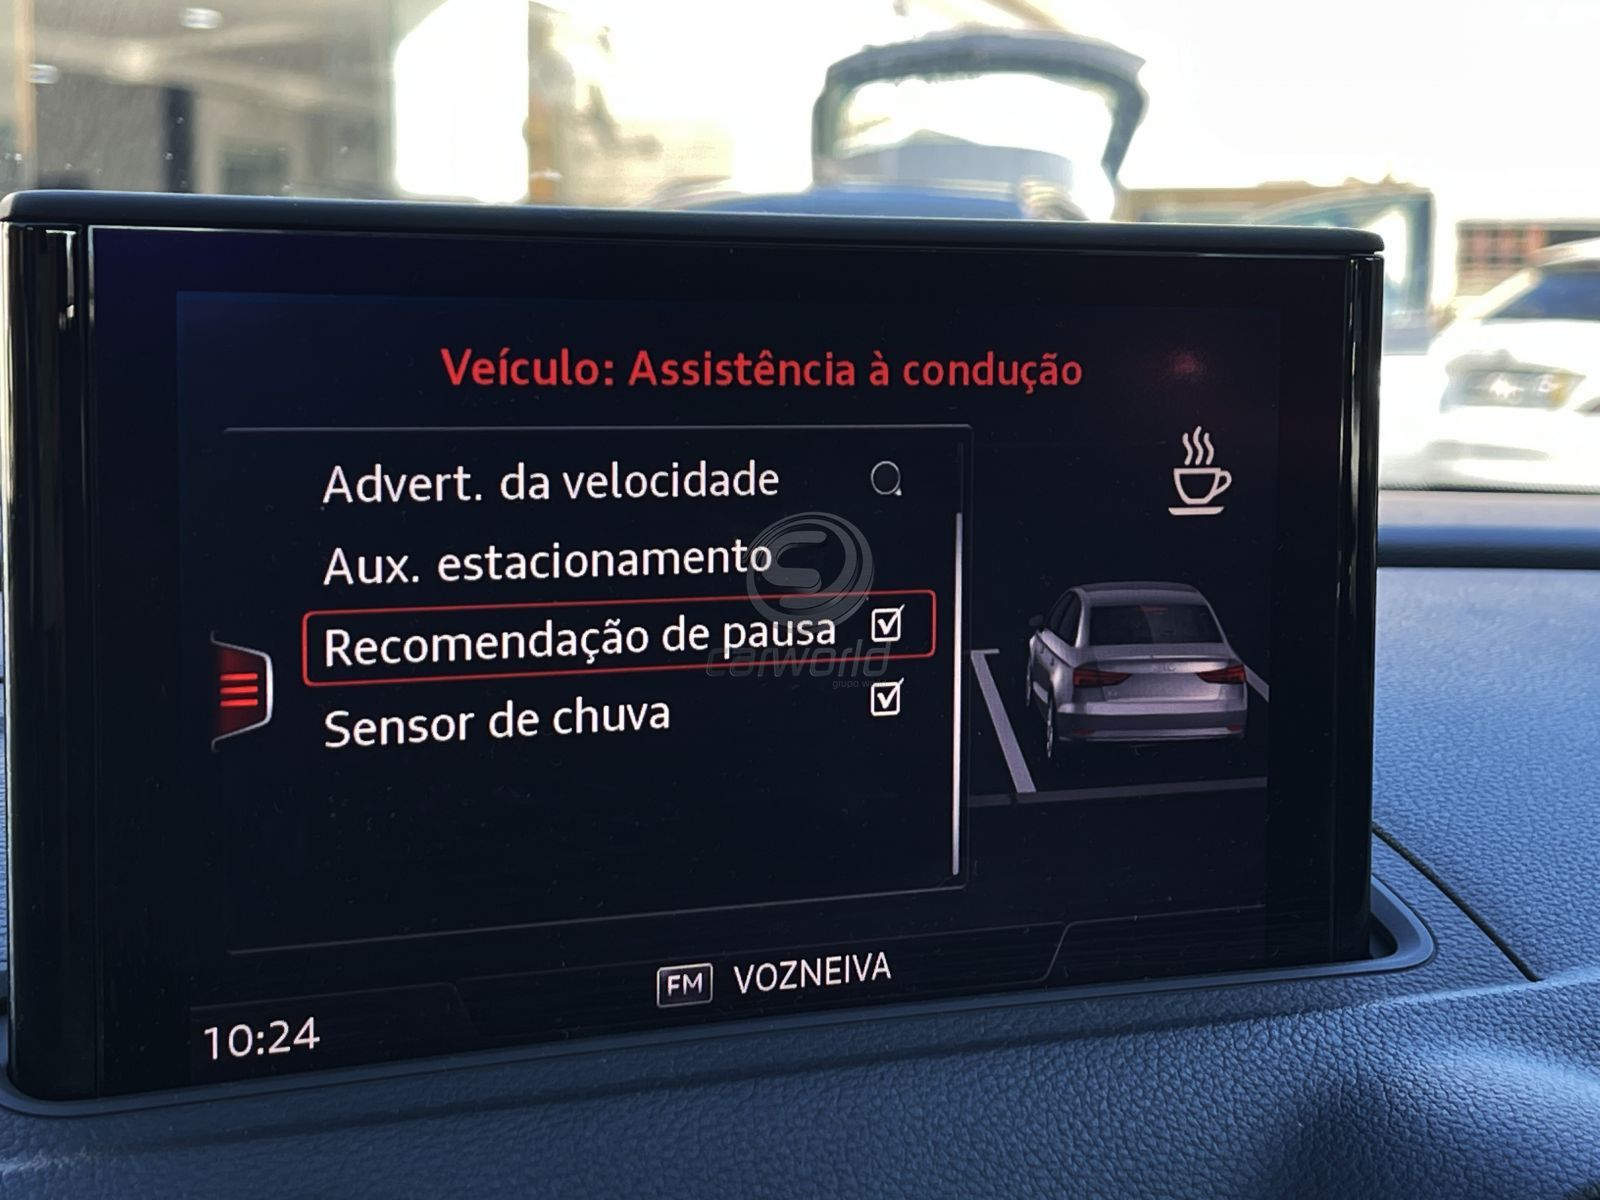 Veículo: Assistência à condução
Advert. da velocidade
Aux. estacionamento
Recomendação de pausa
Sensor de chuva
carworld
FM VOZNEIVA
10:24